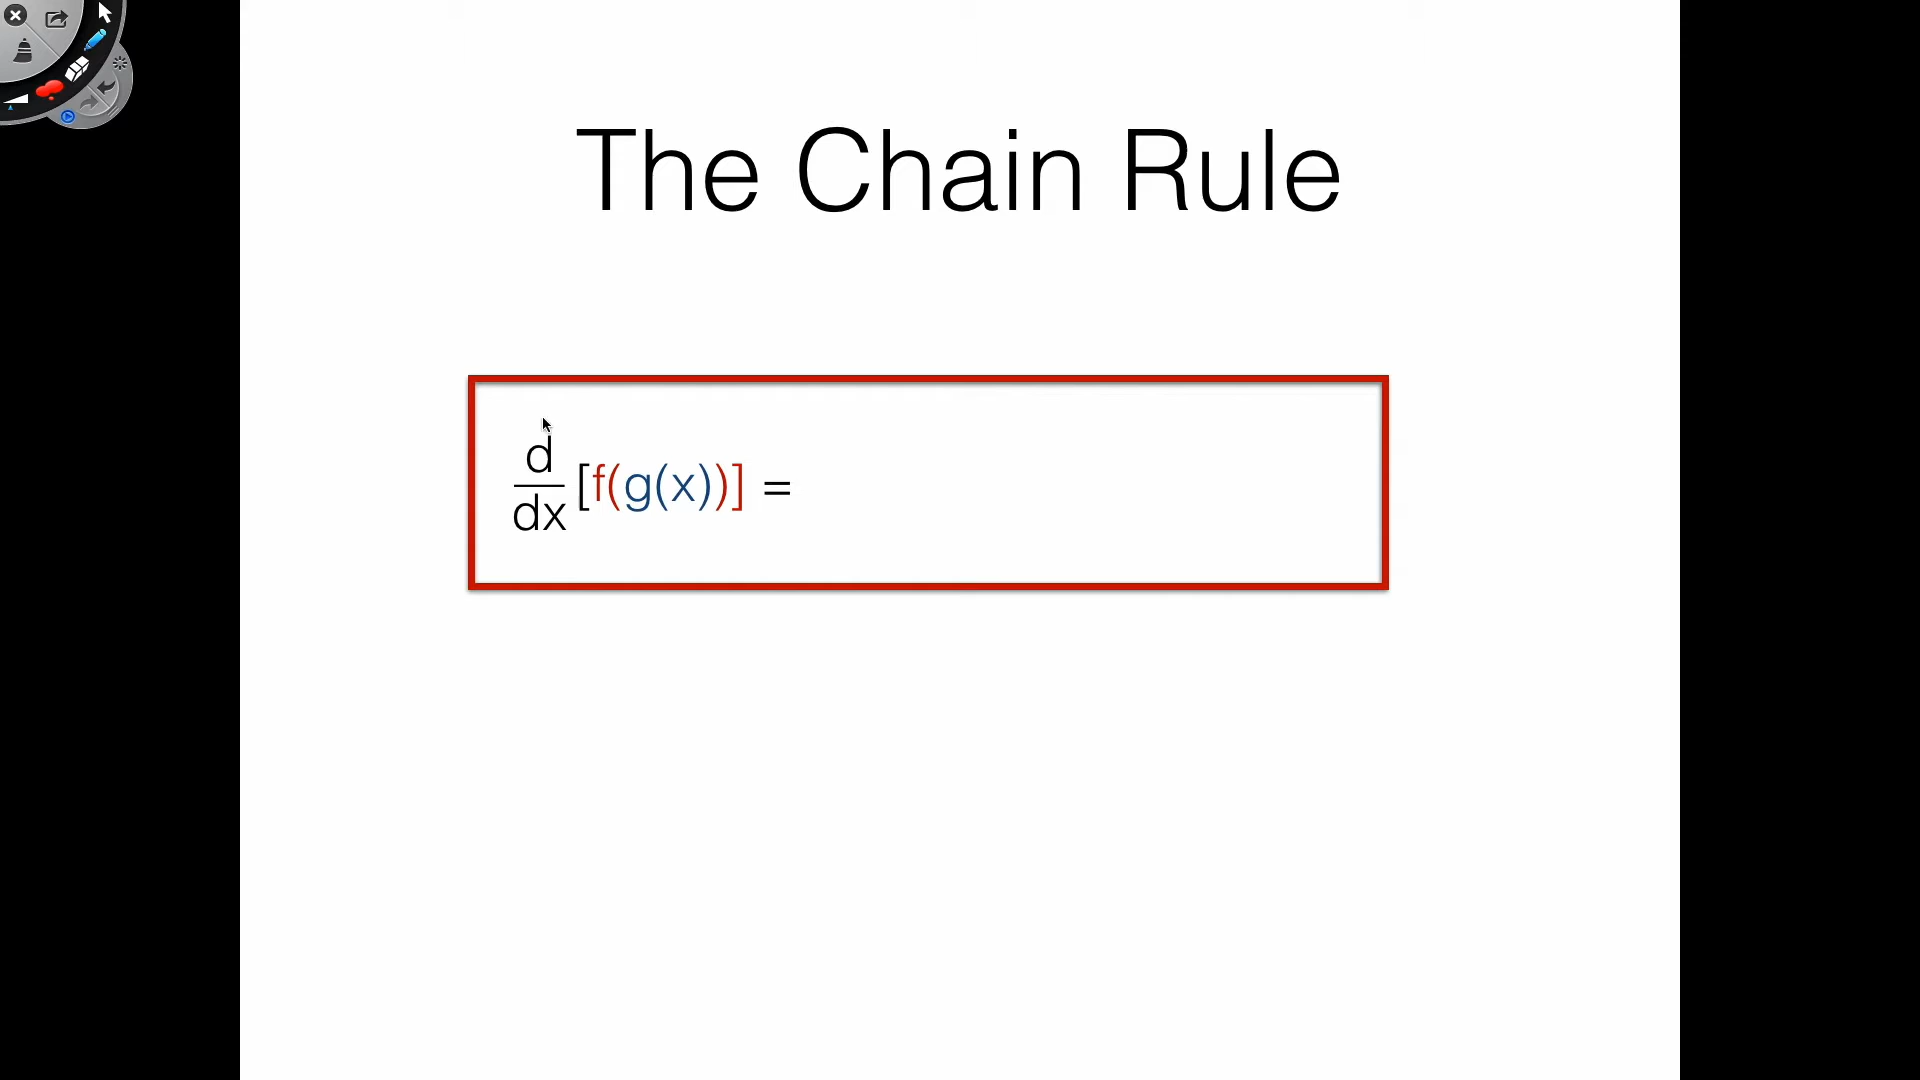 The Chain Rule
d
dx
[f(g(x))] =